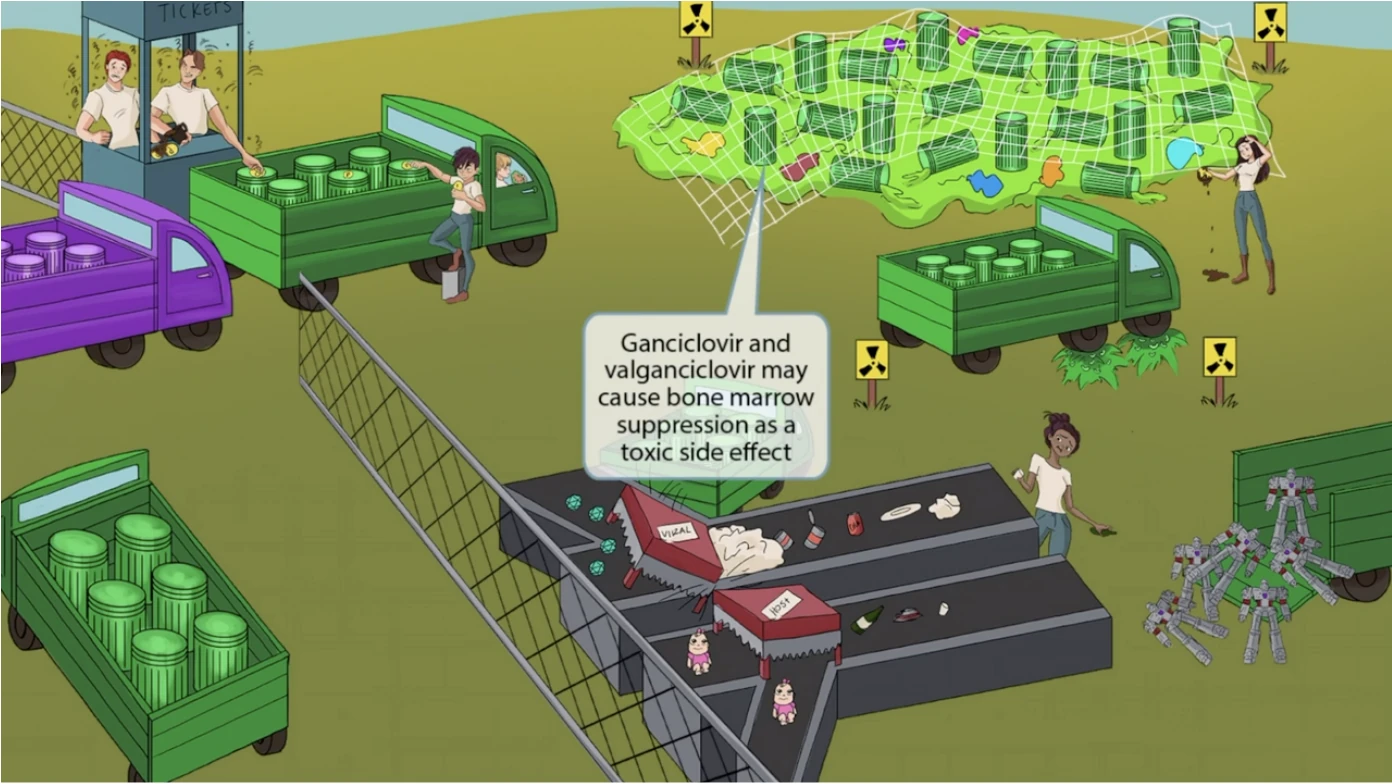 TICKETS
Ganciclovir and
valganciclovir may
cause bone marrow
suppression as a
toxic side effect
VIRAL
HOST